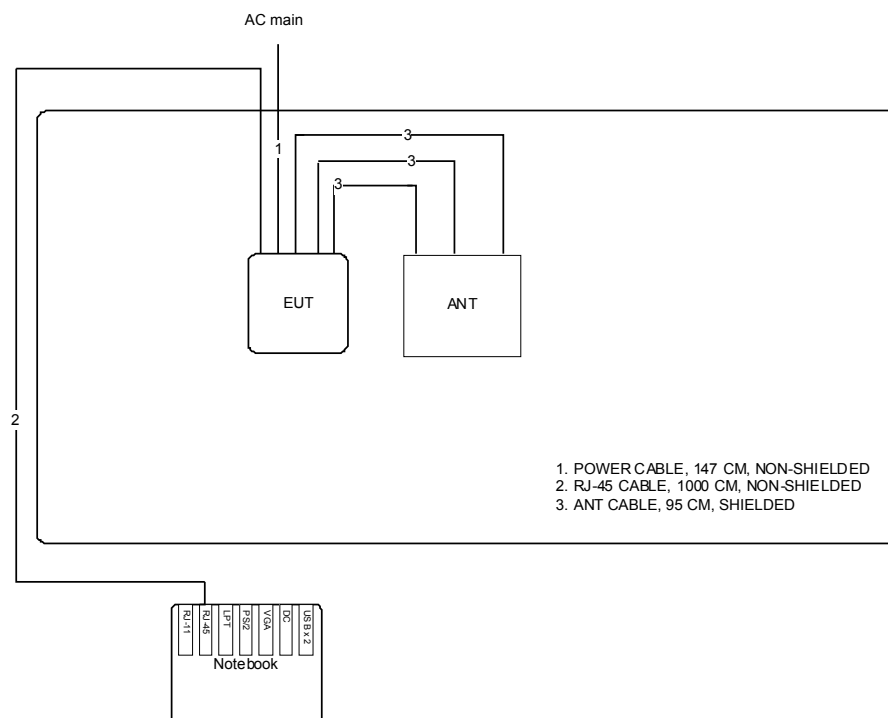 AC main
3
1
3
3
EUT
ANT
2
1. POWER CABLE, 147 CM, NON-SHIELDED
2. RJ-45 CABLE, 1000 CM, NON-SHIELDED
3. ANT CABLE, 95 CM, SHIELDED
RJ-11
RJ-45
LPT
PS/2
VGA
DC
USB x 2
Notebook